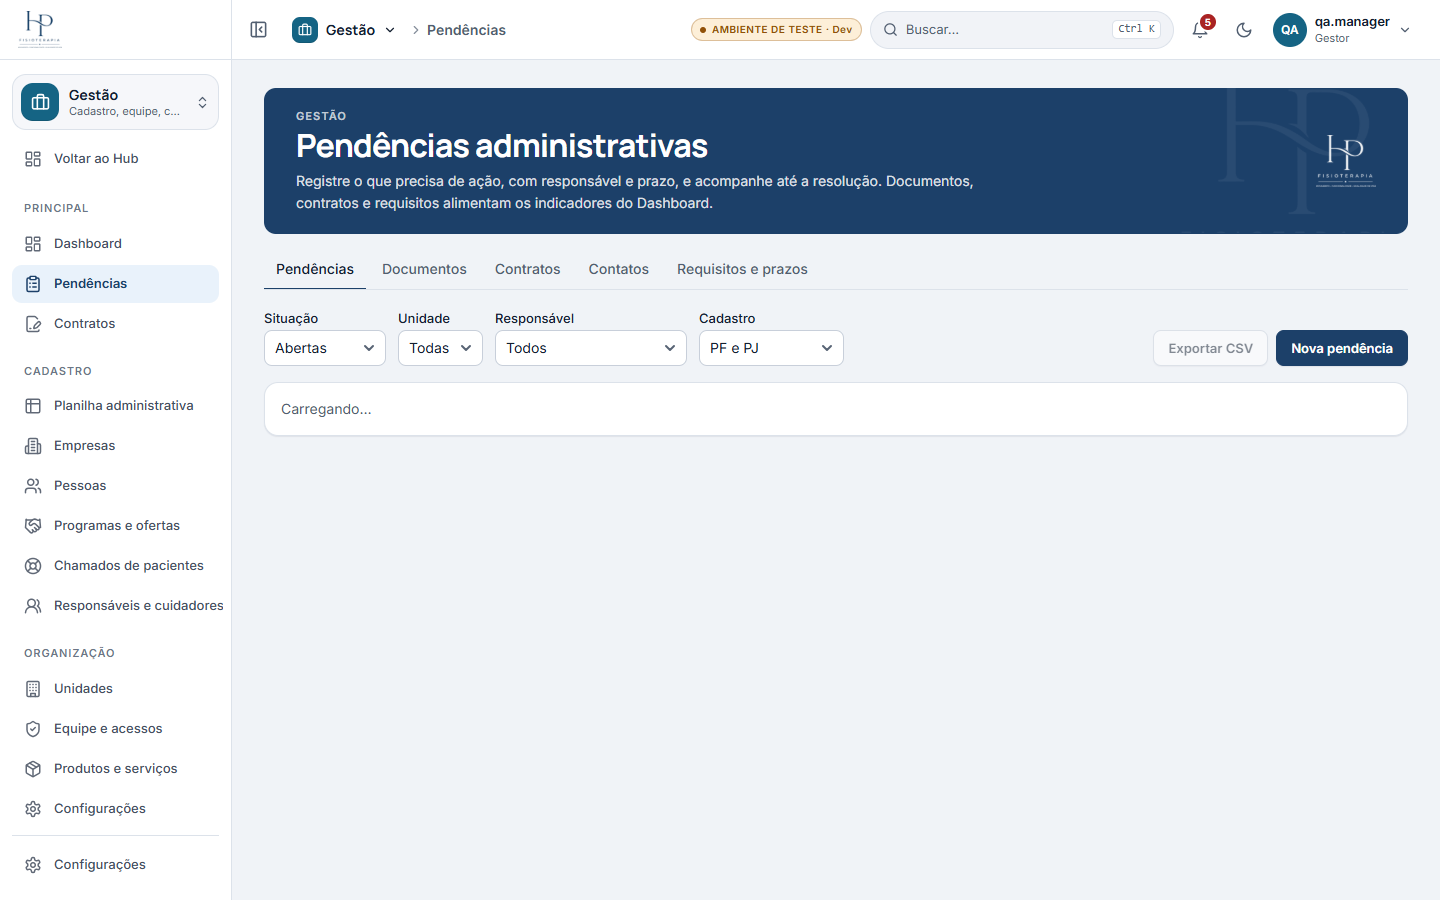 HP
FISIOTERAPIA
Gestão
Pendências
AMBIENTE DE TESTE · Dev
Buscar...
Ctrl K
5
QA
qa.manager
Gestor
Gestão
Cadastro, equipe, c...
Voltar ao Hub
PRINCIPAL
Dashboard
Pendências
Contratos
CADASTRO
Planilha administrativa
Empresas
Pessoas
Programas e ofertas
Chamados de pacientes
Responsáveis e cuidadores
ORGANIZAÇÃO
Unidades
Equipe e acessos
Produtos e serviços
Configurações
Configurações
GESTÃO
Pendências administrativas
Registre o que precisa de ação, com responsável e prazo, e acompanhe até a resolução. Documentos,
contratos e requisitos alimentam os indicadores do Dashboard.
HP
FISIOTERAPIA
Pendências
Documentos
Contratos
Contatos
Requisitos e prazos
Situação
Unidade
Responsável
Cadastro
Abertas
Todas
Todos
PF e PJ
Exportar CSV
Nova pendência
Carregando...